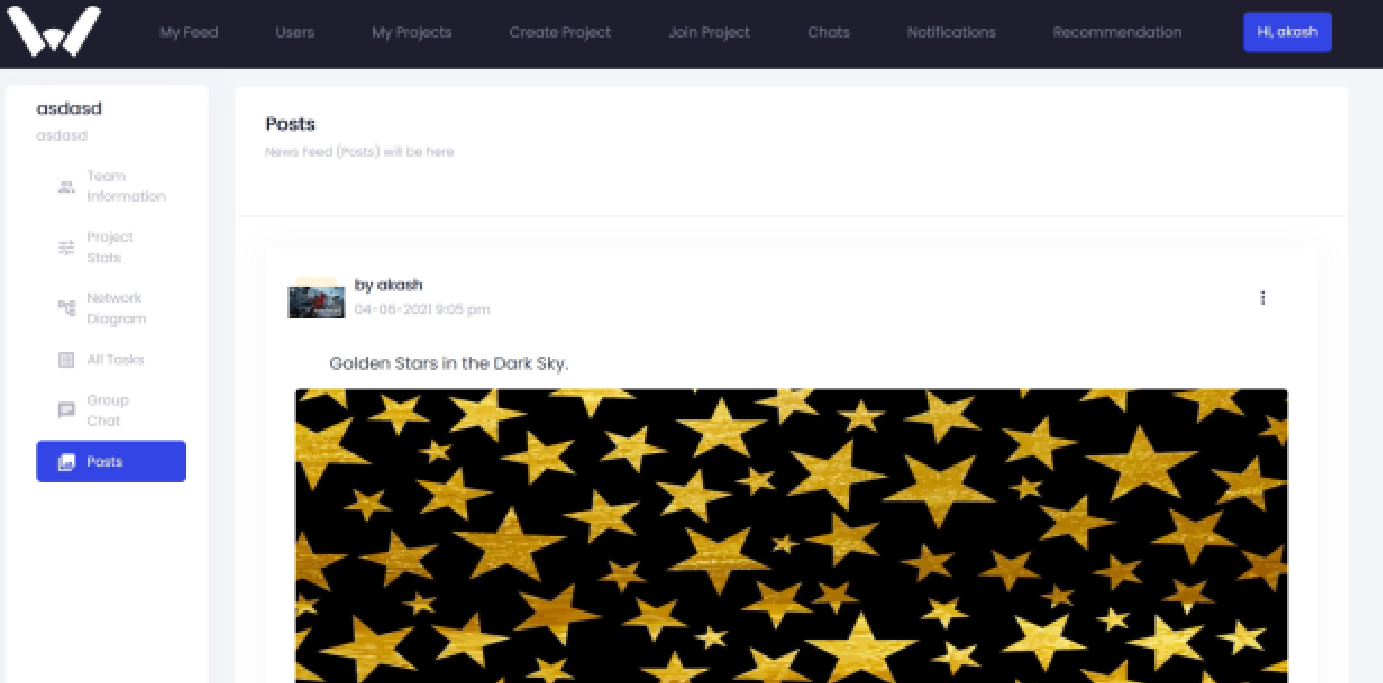 My Feed
Users
My Projects
Create Project
Join Project
Chats
Notifications
Recommendation
Hi, akash
asdasd
asdasd
Team
Information
Project
Stats
Network
Diagram
All Tasks
Group
Chat
Posts
Posts
News Feed (Posts) will be here
by akash
04-06-2021 9:05 pm
Golden Stars in the Dark Sky.